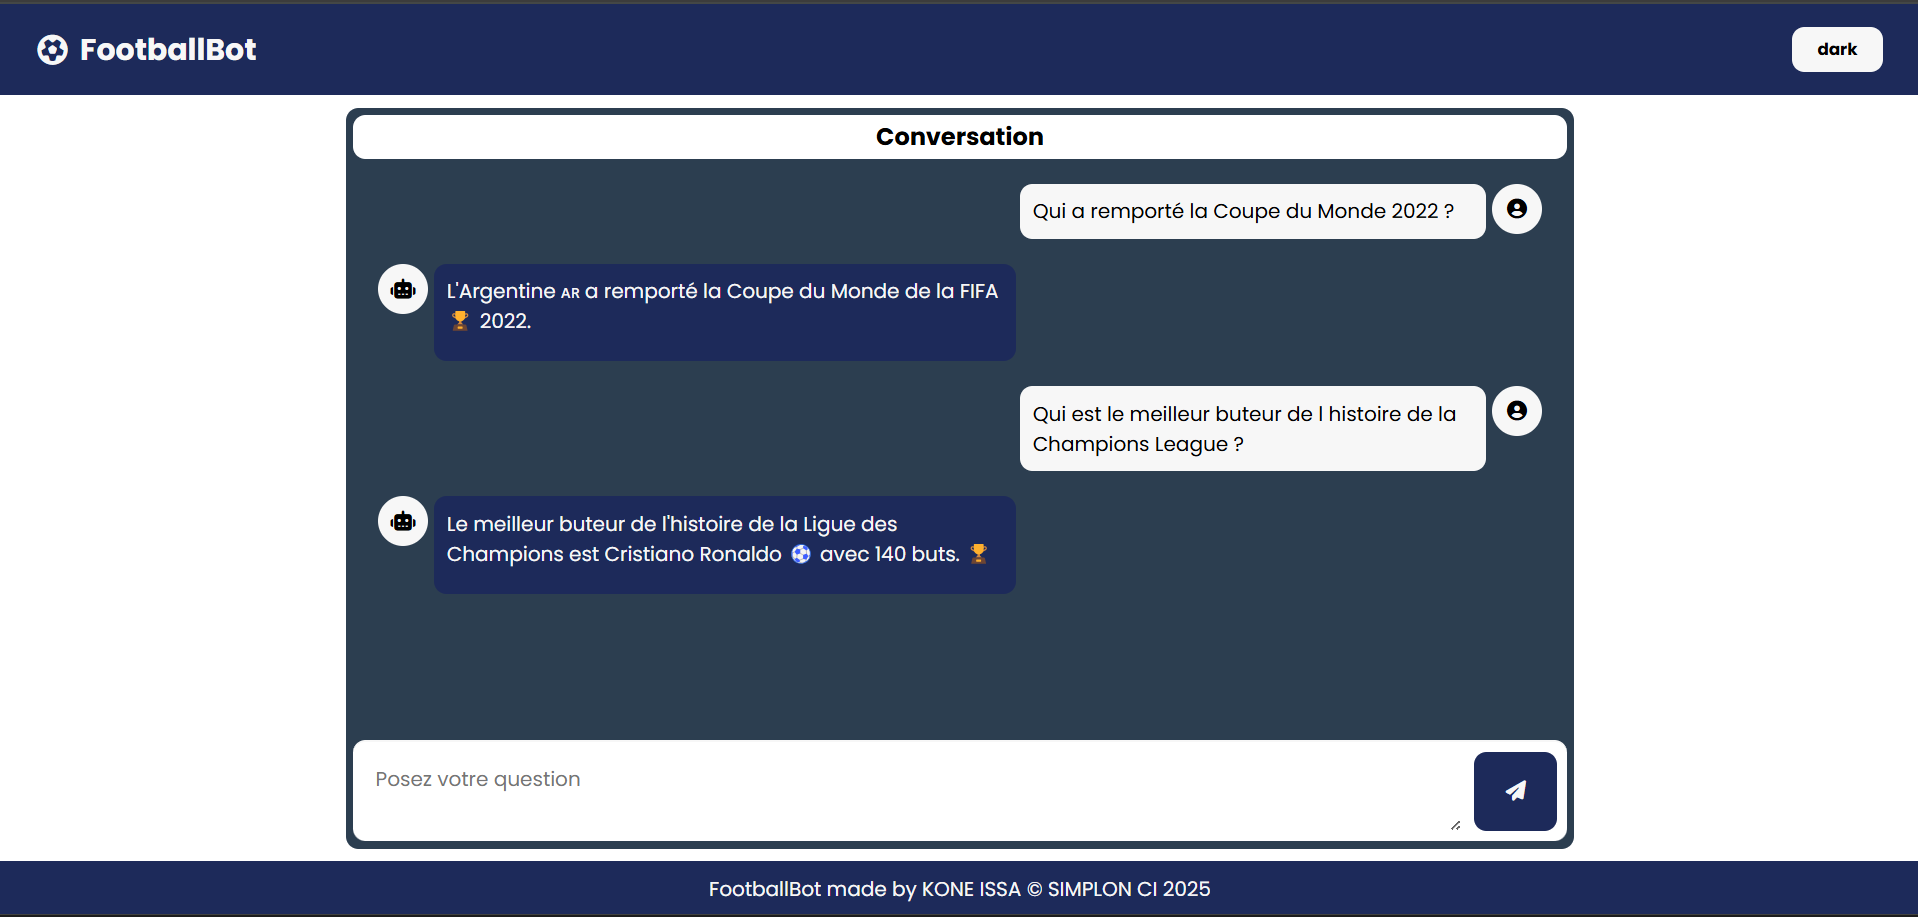 FootballBot
dark
Conversation
Qui a remporté la Coupe du Monde 2022 ?
L'Argentine AR a remporté la Coupe du Monde de la FIFA
🏆 2022.
Qui est le meilleur buteur de l histoire de la
Champions League ?
Le meilleur buteur de l'histoire de la Ligue des
Champions est Cristiano Ronaldo ⚽ avec 140 buts. 🏆
Posez votre question
FootballBot made by KONE ISSA © SIMPLON CI 2025